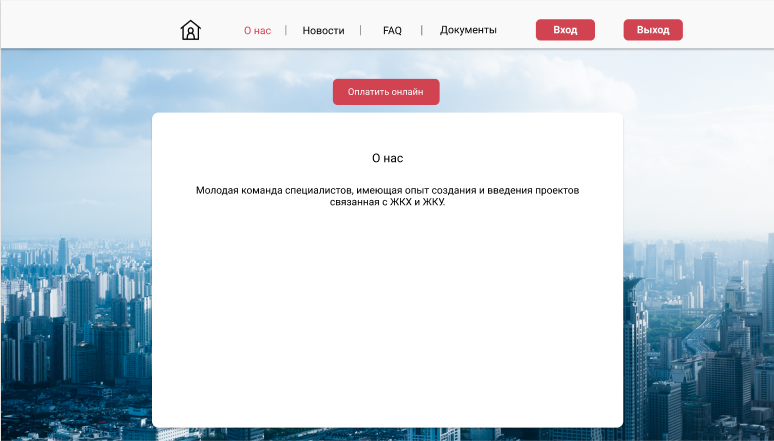 О нас | Новости | FAQ | Документы Вход Выход
Оплатить онлайн
О нас
Молодая команда специалистов, имеющая опыт создания и введения проектов
связанная с ЖКХ и ЖКУ.